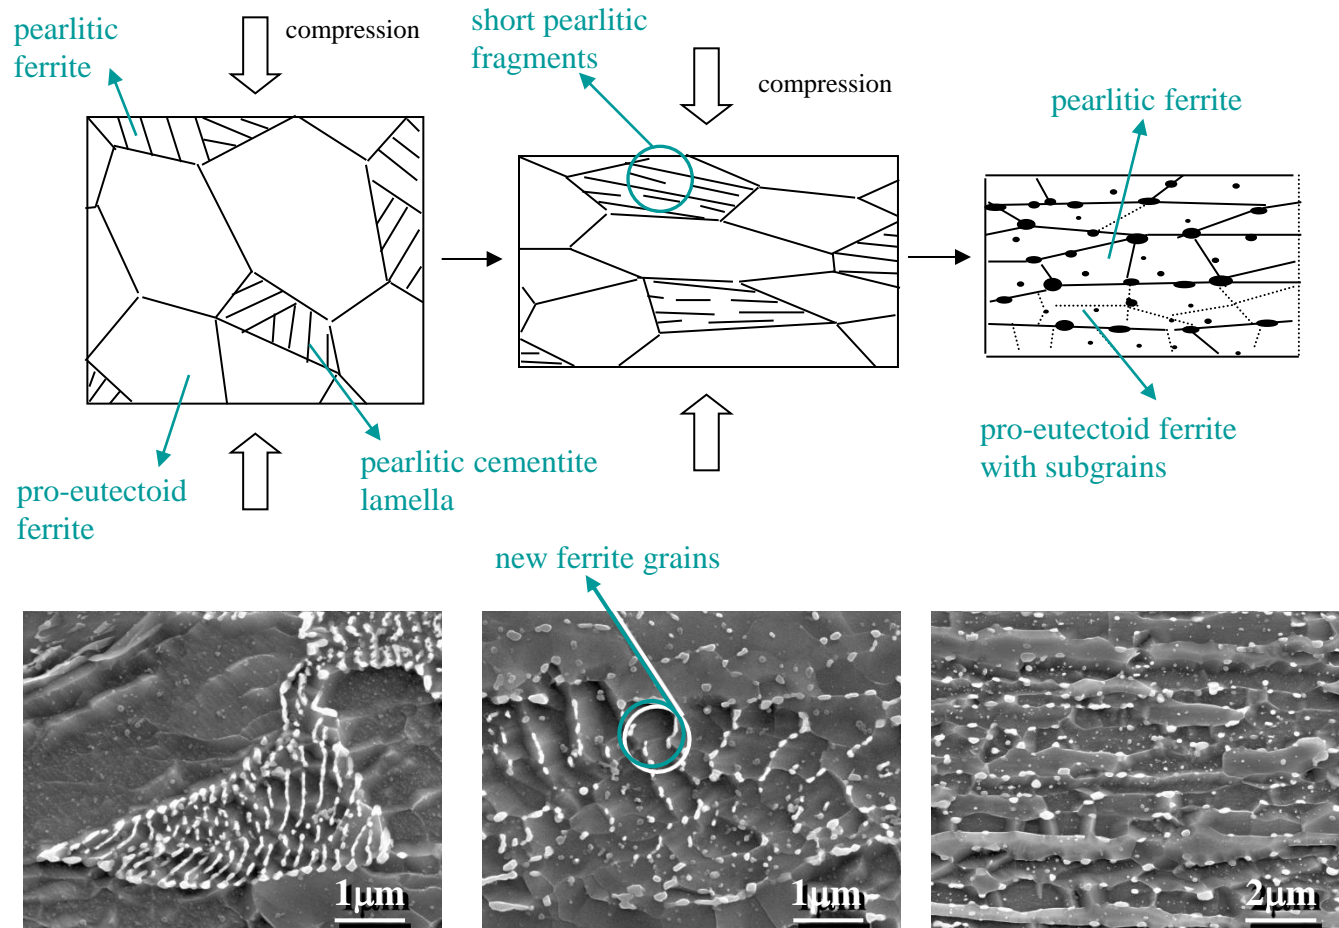 pearlitic
ferrite
compression
short pearlitic
fragments
compression
pearlitic ferrite
pro-eutectoid
ferrite
pearlitic cementite
lamella
pro-eutectoid ferrite
with subgrains
new ferrite grains
1μm
1μm
2μm